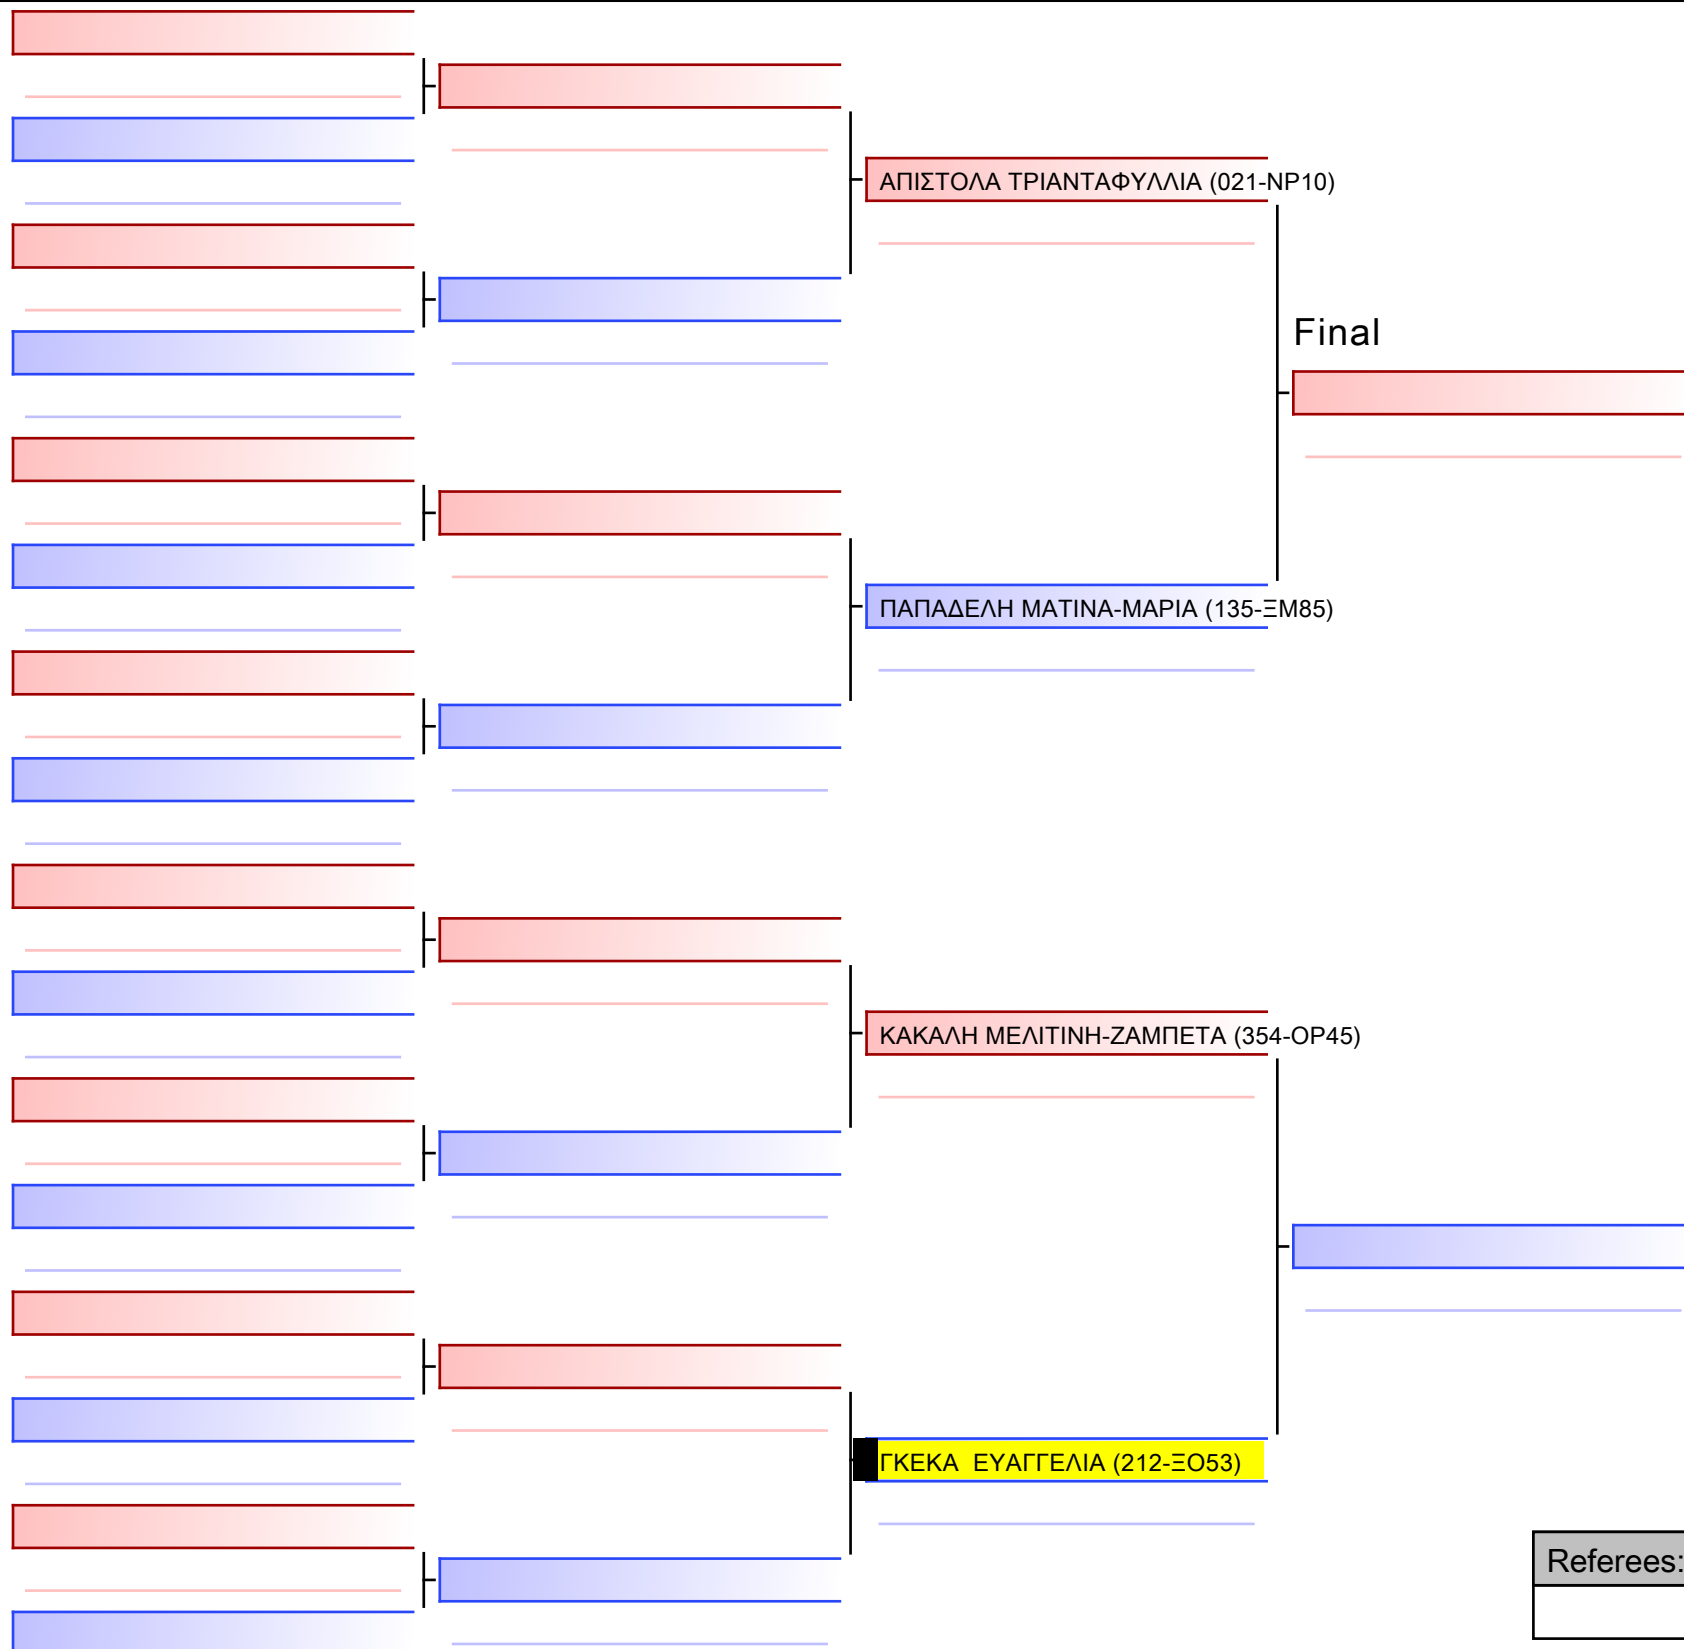 ΑΠΙΣΤΟΛΑ ΤΡΙΑΝΤΑΦΥΛΛΙΑ (021-ΝΡ10)
Final
ΠΑΠΑΔΕΛΗ ΜΑΤΙΝΑ-ΜΑΡΙΑ (135-ΞΜ85)
ΚΑΚΑΛΗ ΜΕΛΙΤΙΝΗ-ΖΑΜΠΕΤΑ (354-ΟΡ45)
ΓΚΕΚΑ  ΕΥΑΓΓΕΛΙΑ (212-ΞΟ53)
Referees: